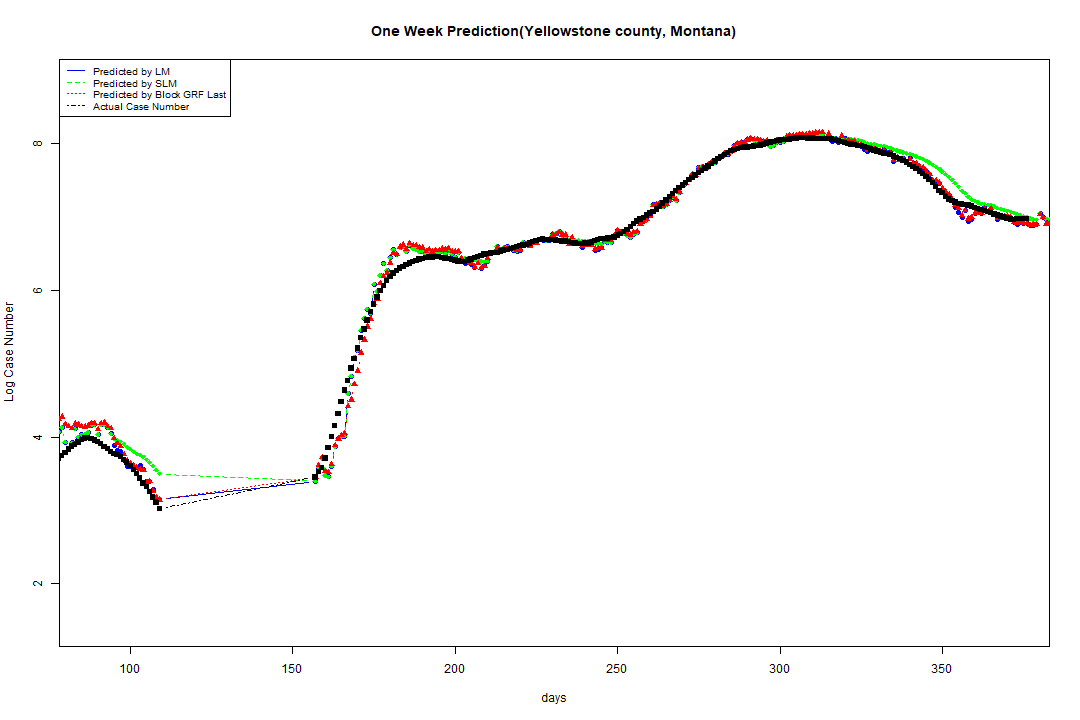 One Week Prediction(Yellowstone county, Montana)
Predicted by LM
Predicted by SLM
Predicted by Block GRF Last
Actual Case Number
8
6
4
2
Log Case Number
100 150 200 250 300 350
days